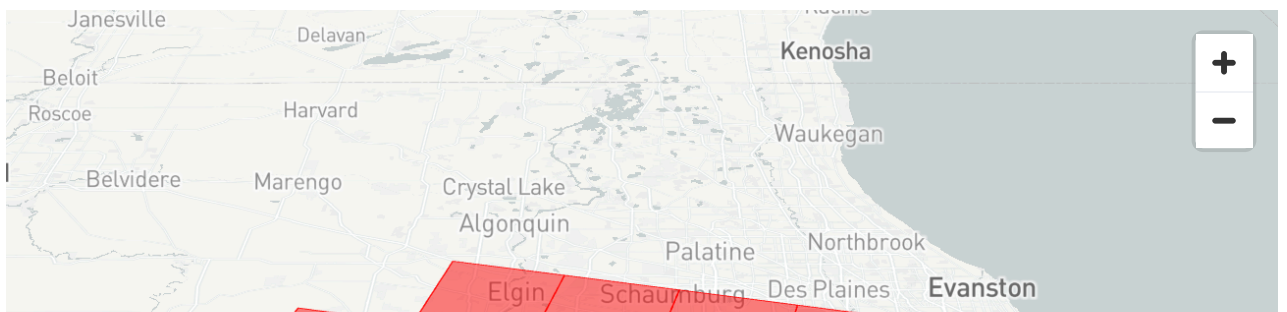 Racine
Janesville
Delavan
Kenosha
Beloit
Harvard
Roscoe
Waukegan
Belvidere
Marengo
Crystal Lake
Algonquin
Northbrook
Palatine
Elgin
Schaumburg
Des Plaines
Evanston